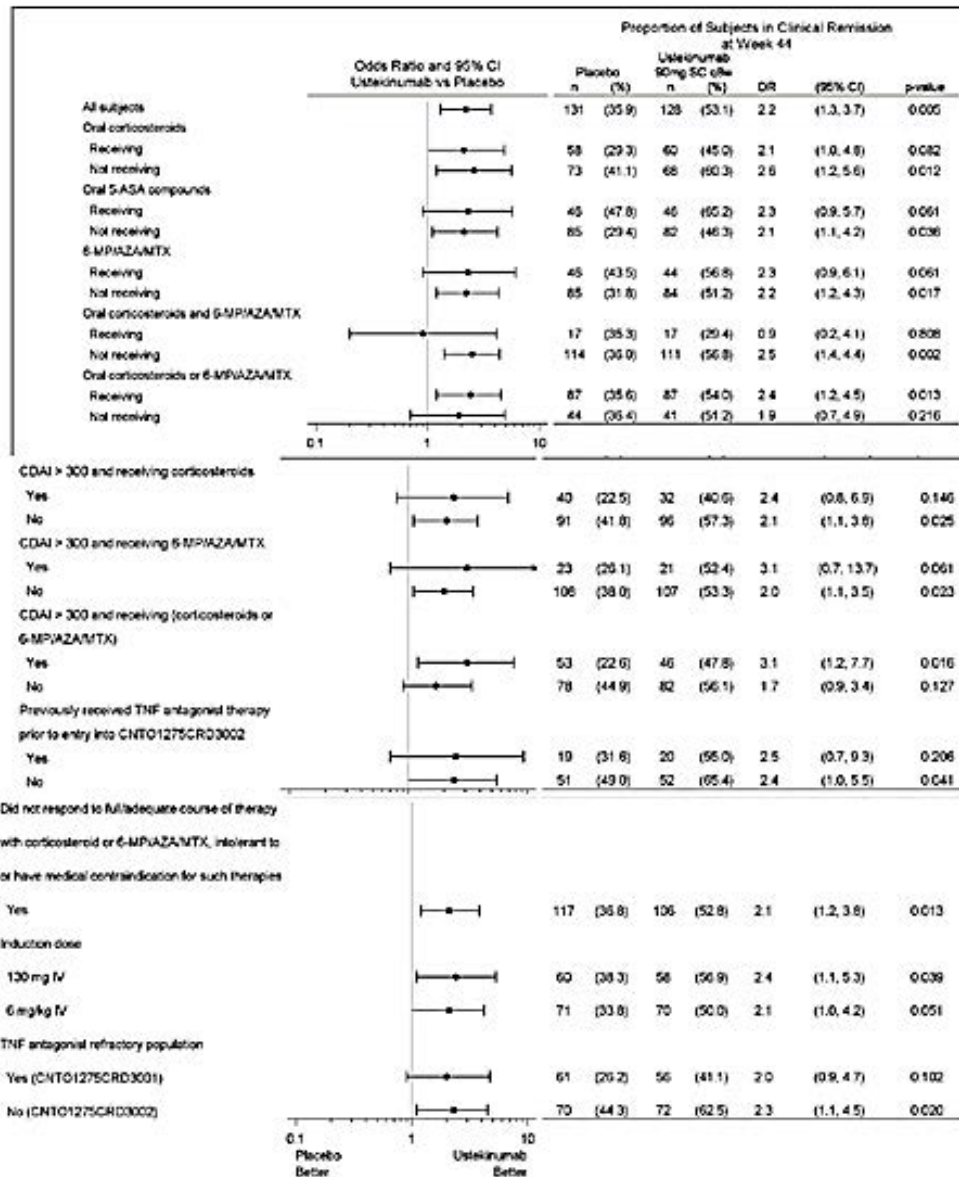 Proportion of Subjects in Clinical Remission
at Week 44
Odds Ratio and 95% CI
Ustekinumab vs Placebo
Placebo
Ustekinumab
90mg SC q8w
n (%) n (%) OR (95% CI) p-value
All subjects 131 (35.9) 128 (53.1) 2.2 (1.3, 3.7) 0.005
Oral corticosteroids
Receiving 58 (29.3) 60 (45.0) 2.1 (1.0, 4.8) 0.082
Not receiving 73 (41.1) 68 (60.3) 2.6 (1.2, 5.6) 0.012
Oral 5-ASA compounds
Receiving 46 (47.8) 46 (65.2) 2.3 (0.9, 5.7) 0.061
Not receiving 85 (29.4) 82 (46.3) 2.1 (1.1, 4.2) 0.036
6-MP/AZA/MTX
Receiving 46 (43.5) 44 (56.8) 2.3 (0.9, 6.1) 0.061
Not receiving 85 (31.8) 84 (51.2) 2.2 (1.2, 4.3) 0.017
Oral corticosteroids and 6-MP/AZA/MTX
Receiving 17 (35.3) 17 (29.4) 0.9 (0.2, 4.1) 0.808
Not receiving 114 (36.0) 111 (56.8) 2.5 (1.4, 4.4) 0.002
Oral corticosteroids or 6-MP/AZA/MTX
Receiving 87 (35.6) 87 (54.0) 2.4 (1.2, 4.5) 0.013
Not receiving 44 (36.4) 41 (51.2) 1.9 (0.7, 4.9) 0.216
0.1 1 10
CDAI > 300 and receiving corticosteroids
Yes 40 (22.5) 32 (40.6) 2.4 (0.8, 6.9) 0.146
No 91 (41.8) 96 (57.3) 2.1 (1.1, 3.8) 0.025
CDAI > 300 and receiving 6-MP/AZA/MTX
Yes 23 (26.1) 21 (52.4) 3.1 (0.7, 13.7) 0.061
No 108 (38.0) 107 (53.3) 2.0 (1.1, 3.5) 0.023
CDAI > 300 and receiving (corticosteroids or
6-MP/AZA/MTX)
Yes 53 (22.6) 46 (47.8) 3.1 (1.2, 7.7) 0.016
No 78 (44.9) 82 (56.1) 1.7 (0.9, 3.4) 0.127
Previously received TNF antagonist therapy
prior to entry into CNTO1275CRD3002
Yes 19 (31.6) 20 (55.0) 2.5 (0.7, 9.3) 0.206
No 51 (49.0) 52 (65.4) 2.4 (1.0, 5.5) 0.041
Did not respond to full/adequate course of therapy
with corticosteroid or 6-MP/AZA/MTX, intolerant to
or have medical contraindication for such therapies
Yes 117 (36.8) 106 (52.8) 2.1 (1.2, 3.8) 0.013
Induction dose
130 mg IV 60 (38.3) 58 (56.9) 2.4 (1.1, 5.3) 0.039
6 mg/kg IV 71 (33.8) 70 (50.0) 2.1 (1.0, 4.2) 0.051
TNF antagonist refractory population
Yes (CNTO1275CRD3001) 61 (26.2) 56 (41.1) 2.0 (0.9, 4.7) 0.102
No (CNTO1275CRD3002) 70 (44.3) 72 (62.5) 2.3 (1.1, 4.5) 0.020
0.1 1 10
Placebo Ustekinumab
Better Better